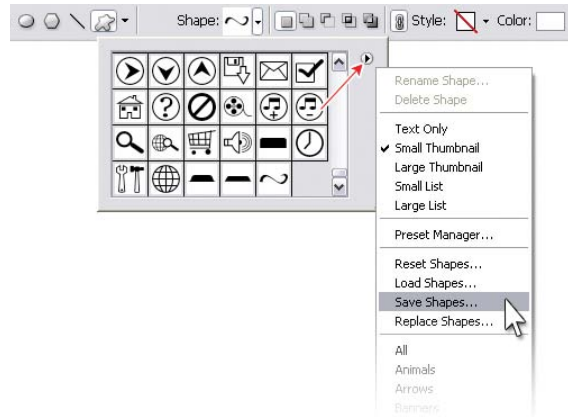 Shape: Style: Color:
Rename Shape...
Delete Shape
Text Only
Small Thumbnail
Large Thumbnail
Small List
Large List
Preset Manager...
Reset Shapes...
Load Shapes...
Save Shapes...
Replace Shapes...
All
Animals
Arrows
Banners